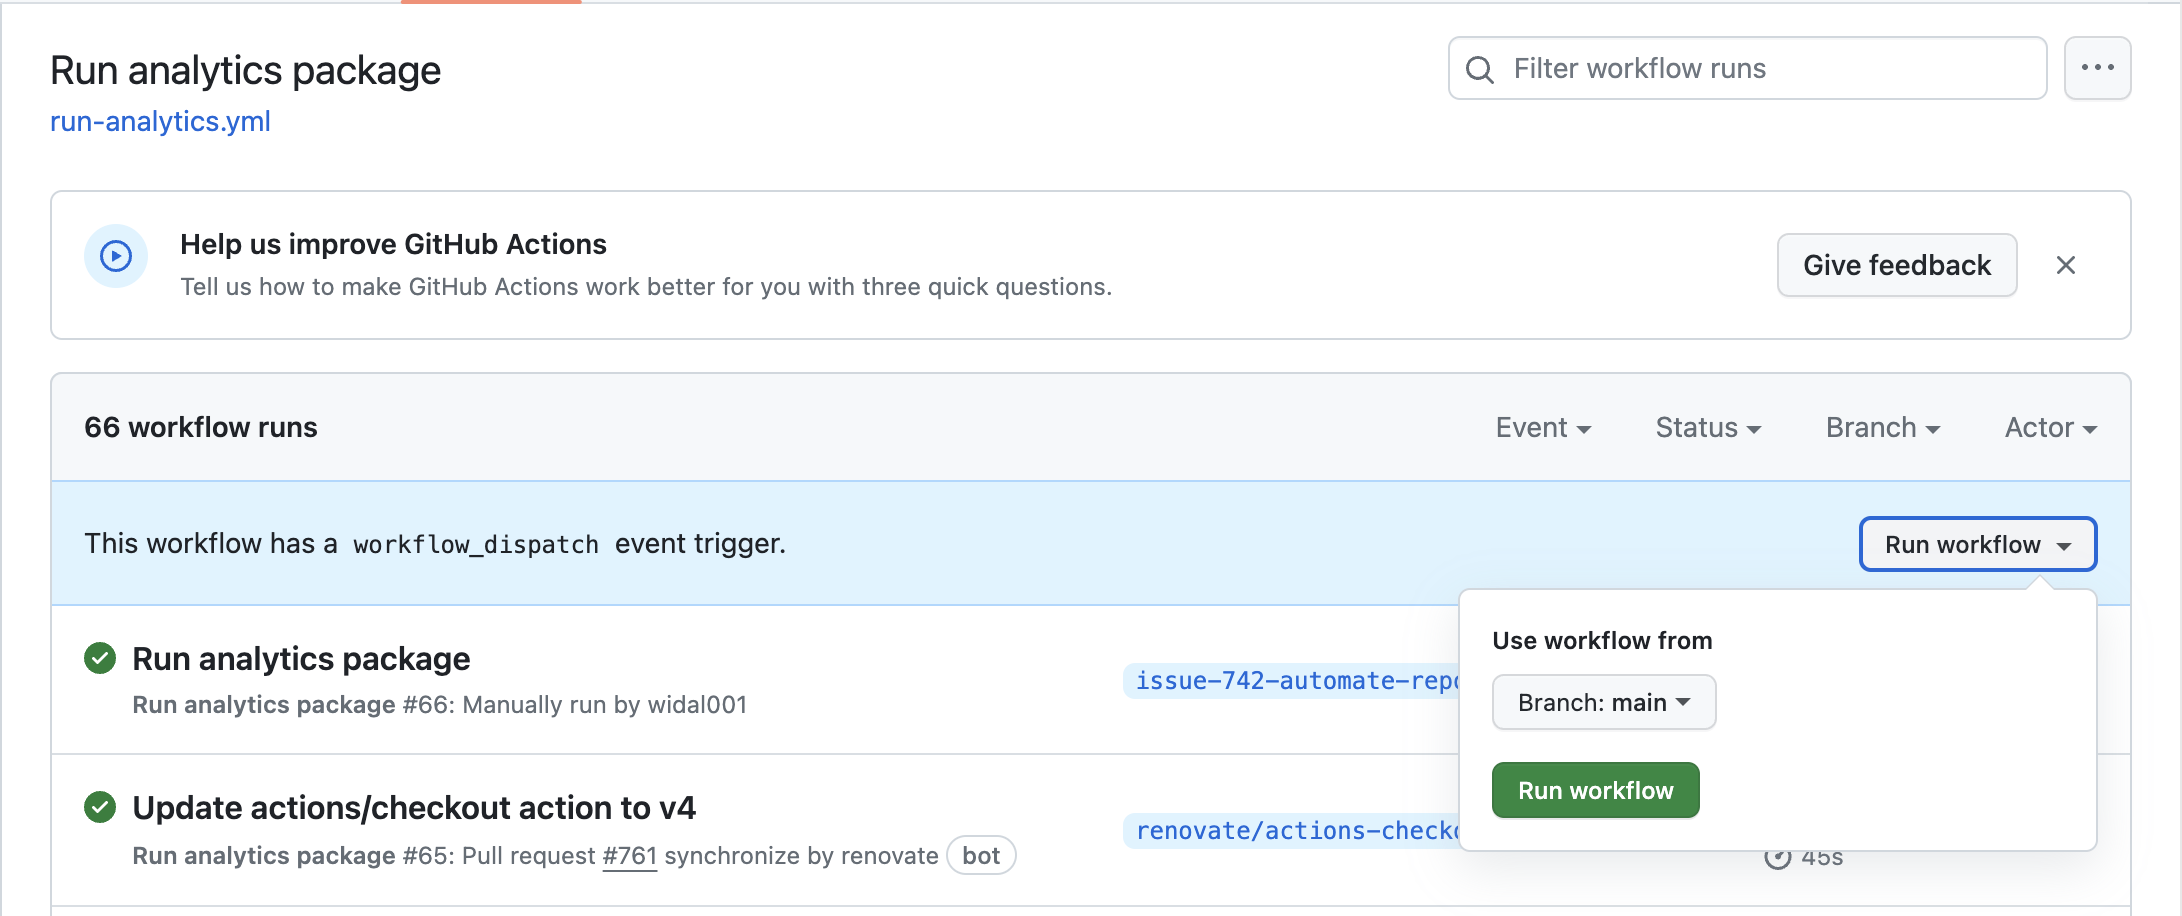 Run analytics package
Filter workflow runs
run-analytics.yml
Help us improve GitHub Actions
Tell us how to make GitHub Actions work better for you with three quick questions.
Give feedback
66 workflow runs
Event
Status
Branch
Actor
This workflow has a workflow_dispatch event trigger.
Run workflow
Use workflow from
Branch: main
Run workflow
Run analytics package
issue-742-automate-repo
Run analytics package #66: Manually run by widal001
Update actions/checkout action to v4
renovate/actions-checko
Run analytics package #65: Pull request #761 synchronize by renovate bot
45s